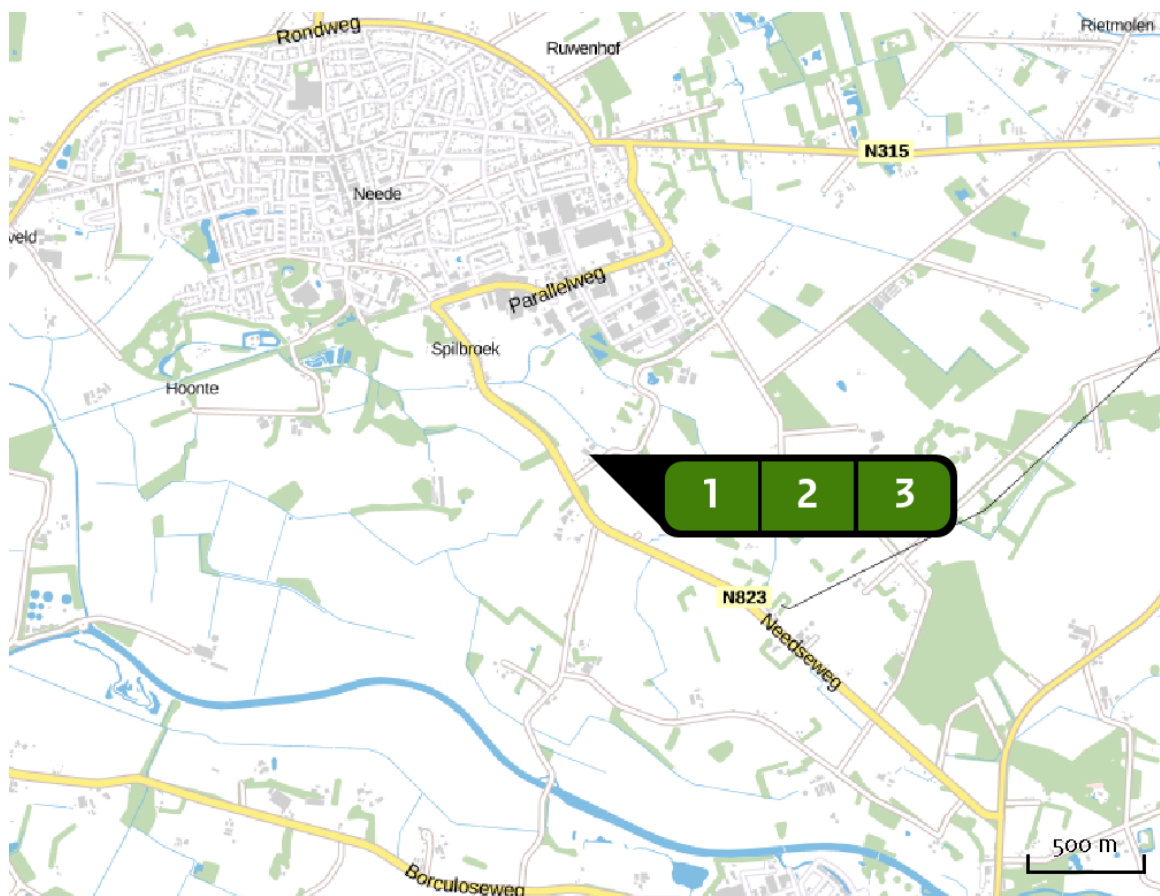 Rondweg
Rietmolen
Ruwenhof
N315
Neede
veld
Parallelweg
Spilbroek
Hoonte
1 2 3
N823
Needseweg
500 m
Borculoseweg